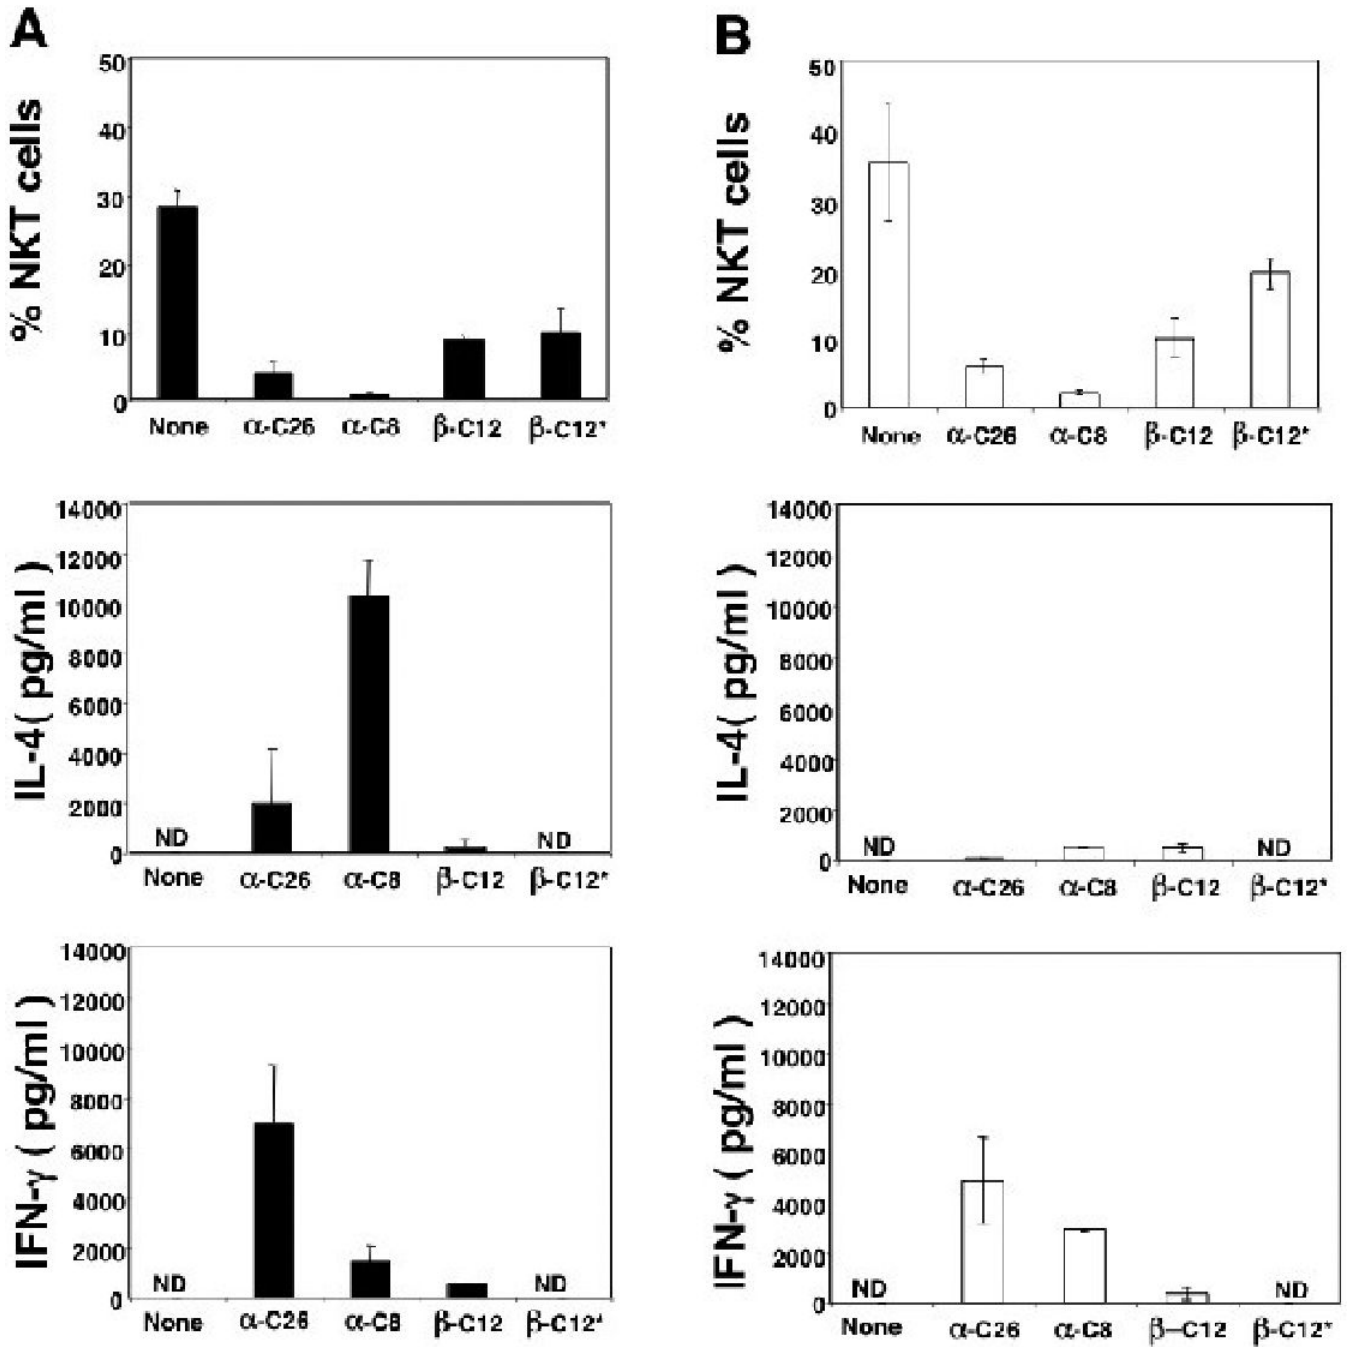 A
% NKT cells
50
40
30
20
10
0
None α-C26 α-C8 β-C12 β-C12*
B
% NKT cells
50
40
30
20
10
0
None α-C26 α-C8 β-C12 β-C12*
IL-4( pg/ml )
14000
12000
10000
8000
6000
4000
2000
0
ND ND
None α-C26 α-C8 β-C12 β-C12*
IL-4( pg/ml )
14000
12000
10000
8000
6000
4000
2000
0
ND ND
None α-C26 α-C8 β-C12 β-C12*
IFN-γ ( pg/ml )
14000
12000
10000
8000
6000
4000
2000
0
ND ND
None α-C26 α-C8 β-C12 β-C12*
IFN-γ ( pg/ml )
14000
12000
10000
8000
6000
4000
2000
0
ND ND
None α-C26 α-C8 β–C12 β-C12*